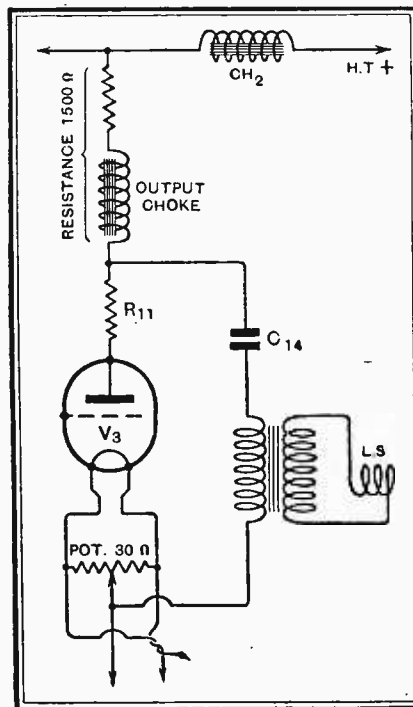 CH2
H.T +
RESISTANCE 1500 Ω
OUTPUT
CHOKE
R11
C14
V3
L.S
POT. 30 Ω